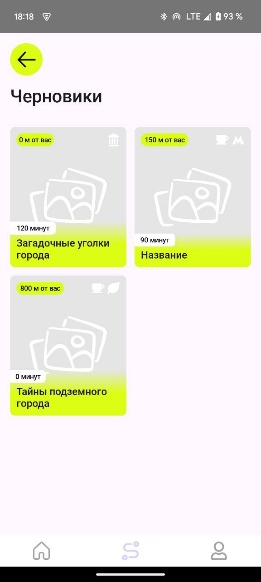 18:18 LTE 93 %
Черновики
0 м от вас
120 минут
Загадочные уголки
города
150 м от вас
90 минут
Название
800 м от вас
0 минут
Тайны подземного
города